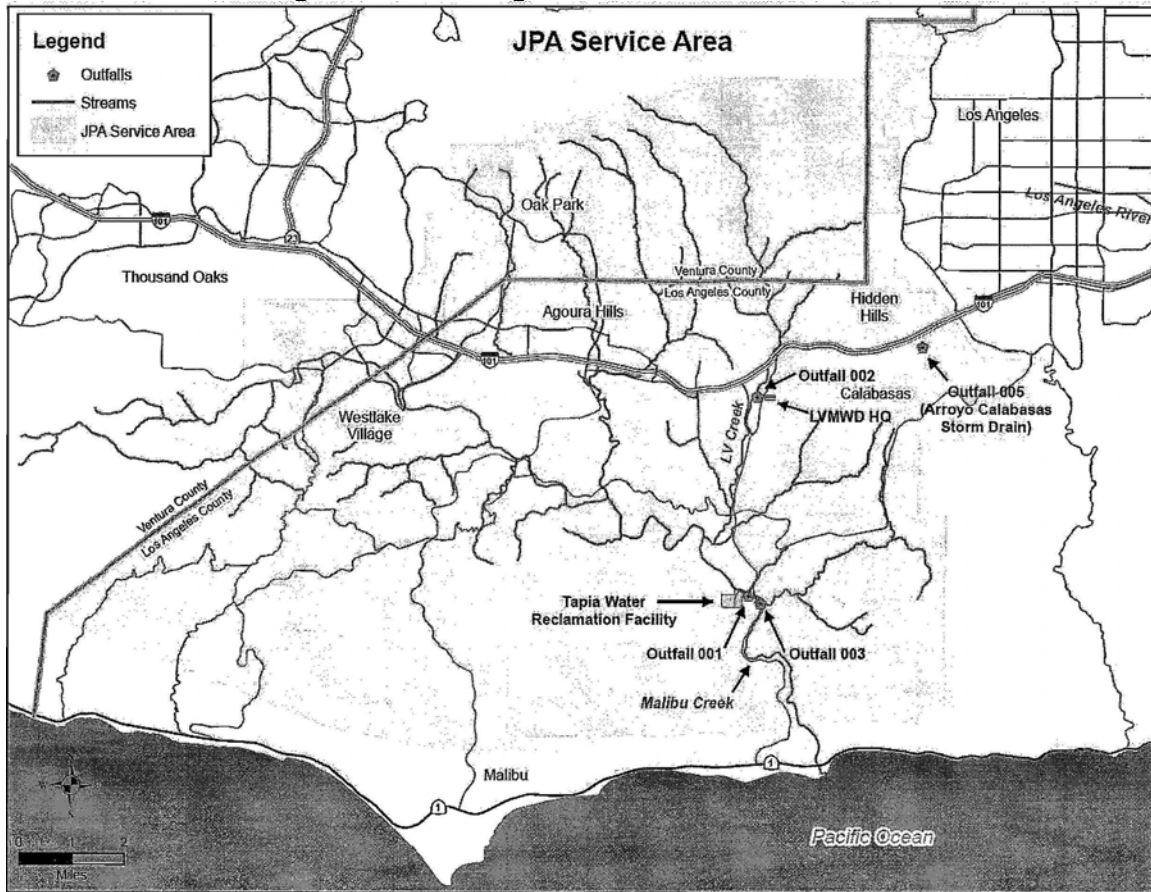 Legend
Outfalls
Streams
JPA Service Area
JPA Service Area
Los Angeles
Los Angeles River
101
23
Oak Park
Thousand Oaks
Ventura County
Los Angeles County
Hidden
Hills
101
Agoura Hills
101
Outfall 002
Calabasas
LVMWD HQ
Outfall 005
(Arroyo Calabasas
Storm Drain)
Westlake
Village
LV Creek
Ventura County
Los Angeles County
Tapia Water
Reclamation Facility
Outfall 001
Outfall 003
Malibu Creek
Malibu
1
1
Pacific Ocean
0 1 2
Miles